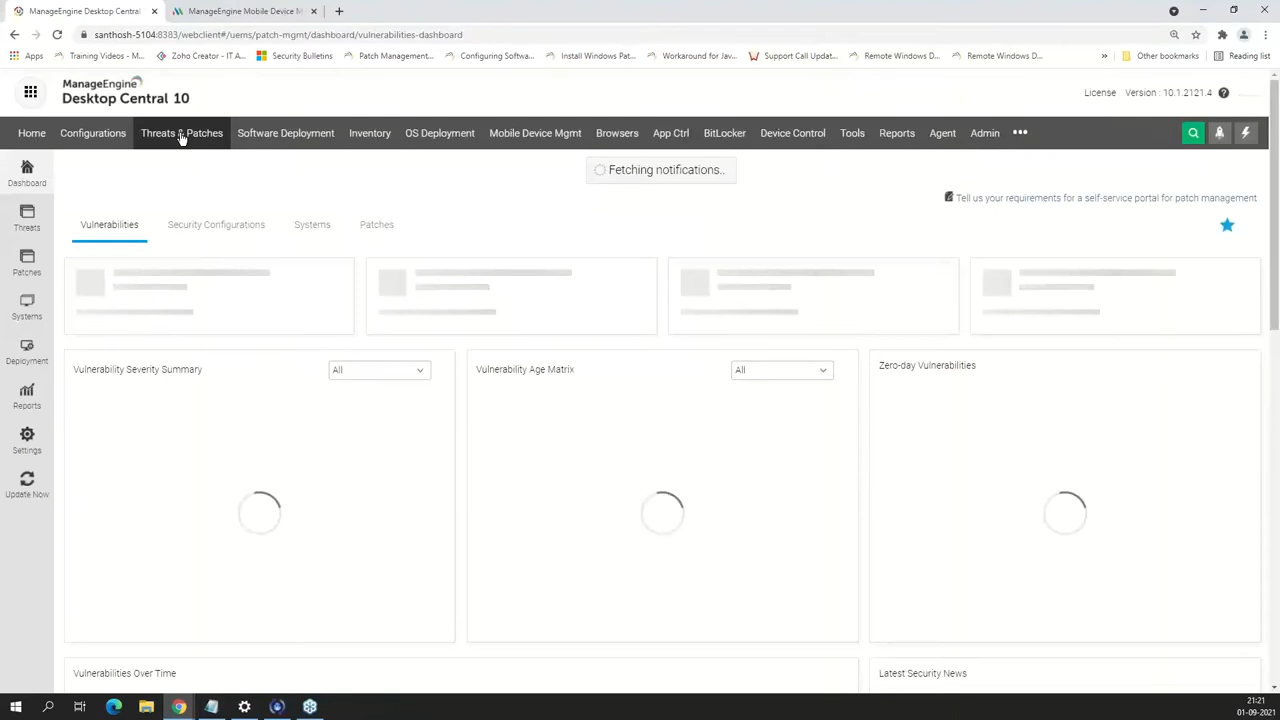 ManageEngine Desktop Central
ManageEngine Mobile Device M
santhosh-5104:8383/webclient#/uems/patch-mgmt/dashboard/vulnerabilities-dashboard
Apps
Training Videos - M...
Zoho Creator - IT A...
Security Bulletins
Patch Management...
Configuring Softwa...
Install Windows Pat...
Workaround for Jav...
Support Call Updat...
Remote Windows D...
Remote Windows D...
»
Other bookmarks
Reading list
ManageEngine
Desktop Central 10
License
Version : 10.1.2121.4
Home
Configurations
Threats & Patches
Software Deployment
Inventory
OS Deployment
Mobile Device Mgmt
Browsers
App Ctrl
BitLocker
Device Control
Tools
Reports
Agent
Admin
Fetching notifications..
Tell us your requirements for a self-service portal for patch management
Dashboard
Threats
Patches
Systems
Deployment
Reports
Settings
Update Now
Vulnerabilities
Security Configurations
Systems
Patches
Vulnerability Severity Summary
All
Vulnerability Age Matrix
All
Zero-day Vulnerabilities
Vulnerabilities Over Time
Latest Security News
21:21
01-09-2021